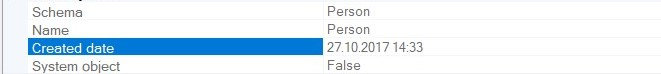 Schema Person
Name Person
Created date 27.10.2017 14:33
System object False